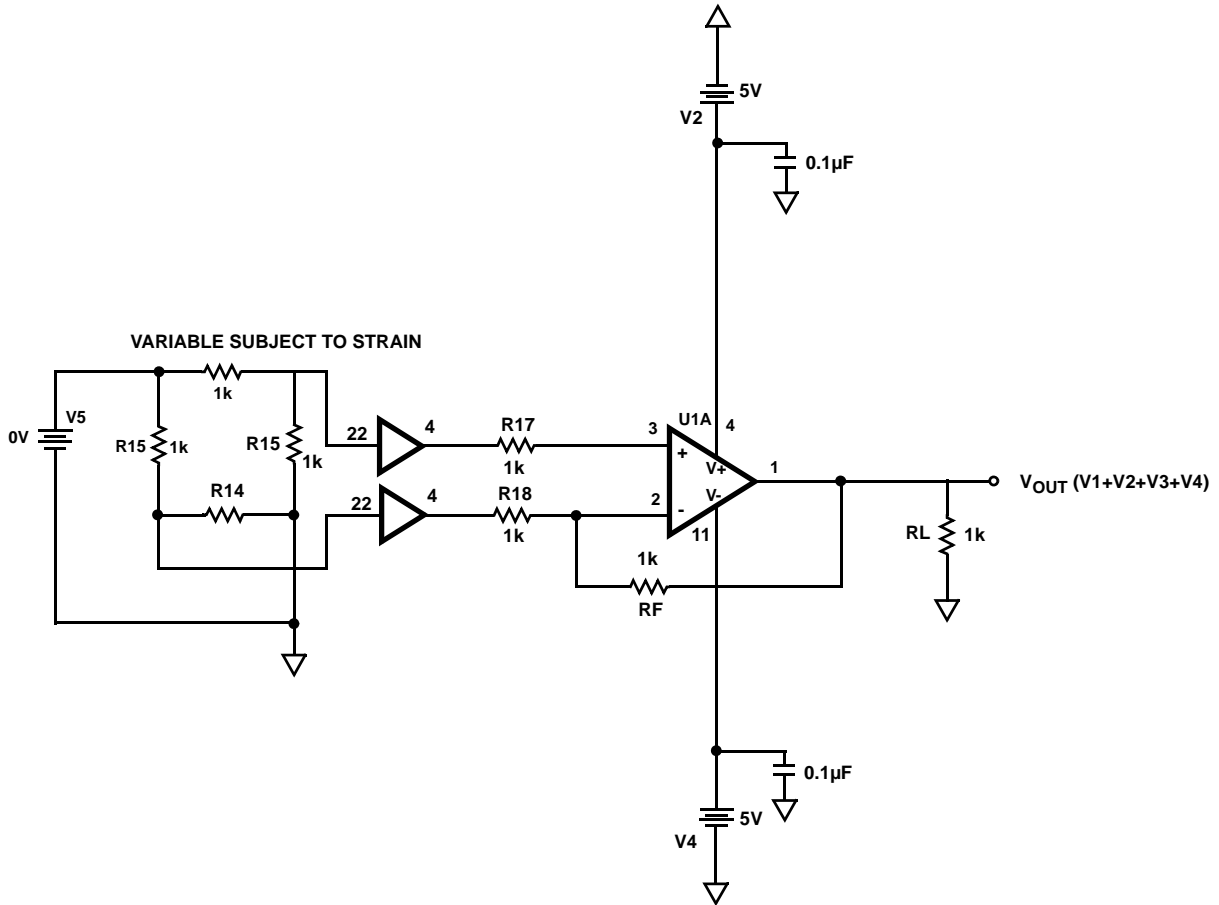 5V
V2
0.1µF
VARIABLE SUBJECT TO STRAIN
1k
V5
0V
R15
1k
R15
1k
R14
22
4
R17
1k
22
4
R18
1k
3
+
U1A
4
V+
1
2
-
V-
11
1k
RF
VOUT (V1+V2+V3+V4)
RL
1k
0.1µF
5V
V4